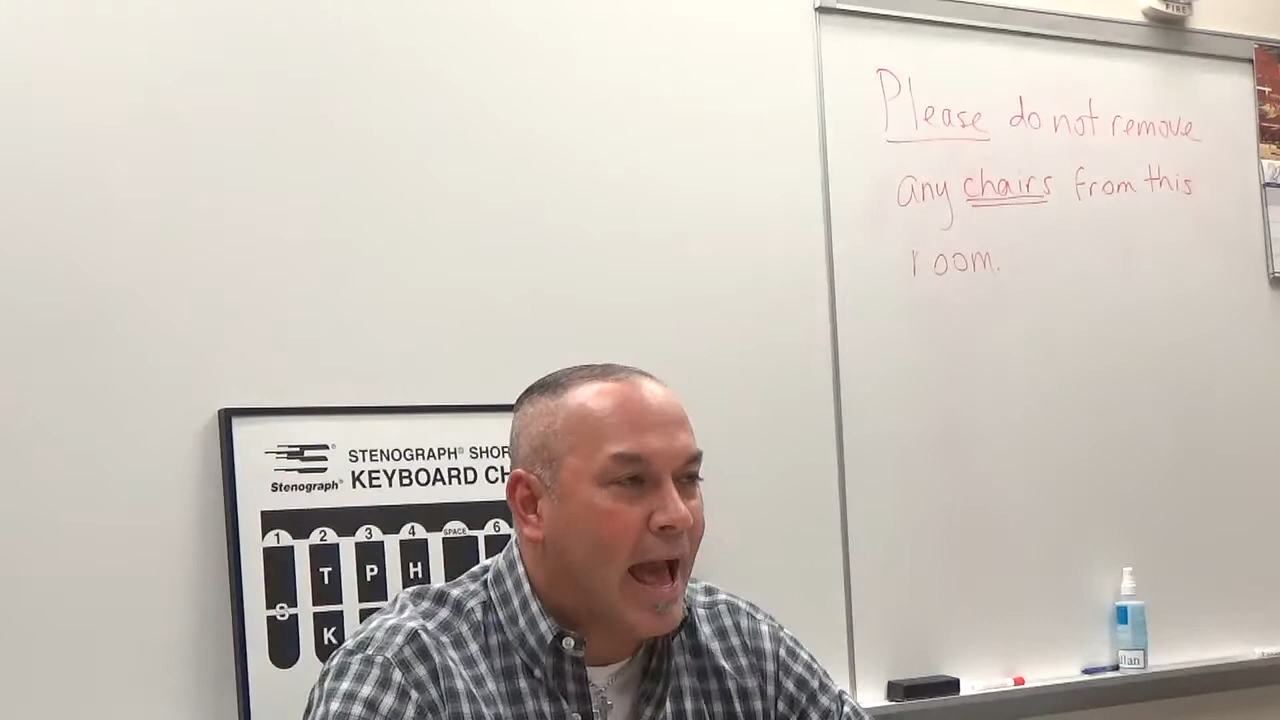 FIRE
Please do not remove
any chairs from this
room.
STENOGRAPH® SHOR
KEYBOARD CH
Stenograph®
1 2 3 4 SPACE 6
T P H
S
K
lan